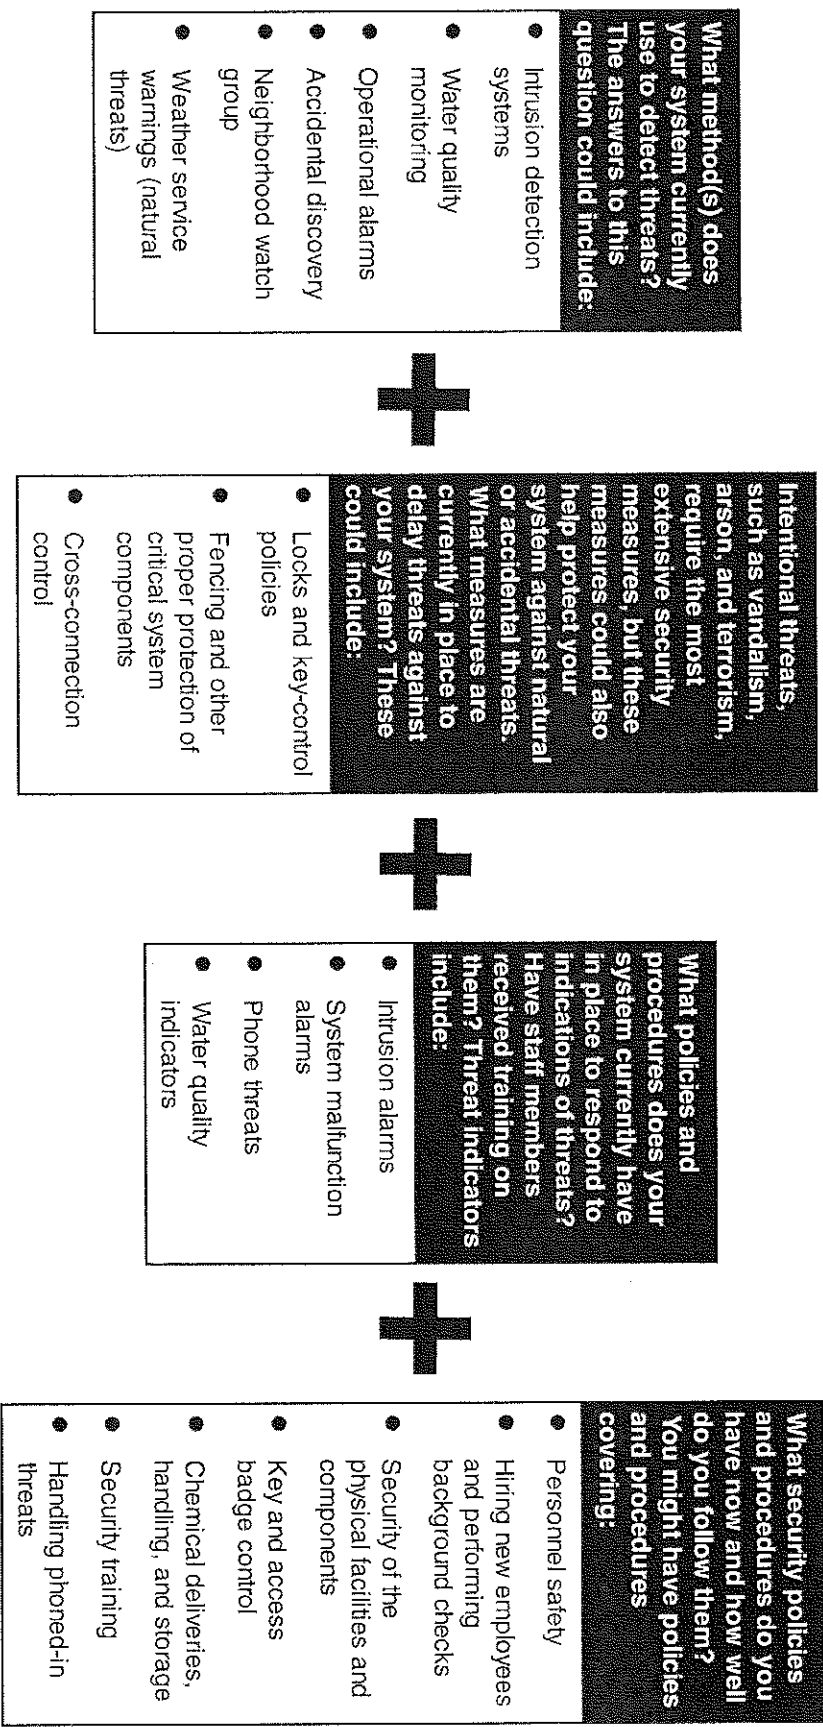 What method(s) does
your system currently
use to detect threats?
The answers to this
question could include:
• Intrusion detection
systems
• Water quality
monitoring
• Operational alarms
• Accidental discovery
• Neighborhood watch
group
• Weather service
warnings (natural
threats)
+
Intentional threats,
such as vandalism,
arson, and terrorism,
require the most
extensive security
measures, but these
measures could also
help protect your
system against natural
or accidental threats.
What measures are
currently in place to
delay threats against
your system? These
could include:
• Locks and key-control
policies
• Fencing and other
proper protection of
critical system
components
• Cross-connection
control
+
What policies and
procedures does your
system currently have
in place to respond to
indications of threats?
Have staff members
received training on
them? Threat indicators
include:
• Intrusion alarms
• System malfunction
alarms
• Phone threats
• Water quality
indicators
+
What security policies
and procedures do you
have now and how well
do you follow them?
You might have policies
and procedures
covering:
• Personnel safety
• Hiring new employees
and performing
background checks
• Security of the
physical facilities and
components
• Key and access
badge control
• Chemical deliveries,
handling, and storage
• Security training
• Handling phoned-in
threats